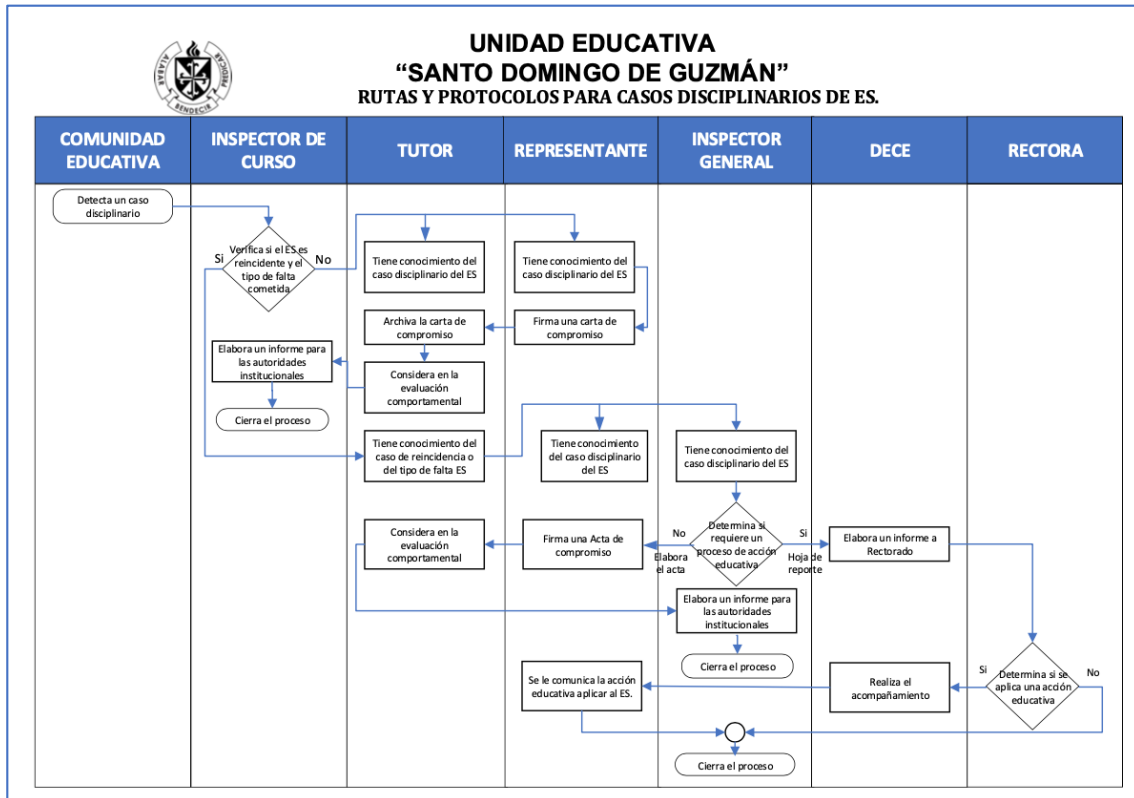 ALABAR
PREDICAR
BENDECIR
UNIDAD EDUCATIVA
“SANTO DOMINGO DE GUZMÁN”
RUTAS Y PROTOCOLOS PARA CASOS DISCIPLINARIOS DE ES.
COMUNIDAD
EDUCATIVA
INSPECTOR DE
CURSO
TUTOR
REPRESENTANTE
INSPECTOR
GENERAL
DECE
RECTORA
Detecta un caso
disciplinario
Si
Verifica si el ES es
reincidente y el
tipo de falta
cometida
No
Tiene conocimiento del
caso disciplinario del ES
Tiene conocimiento del
caso disciplinario del ES
Archiva la carta de
compromiso
Firma una carta de
compromiso
Elabora un informe para
las autoridades
institucionales
Considera en la
evaluación
comportamental
Cierra el proceso
Tiene conocimiento del
caso de reincidencia o
del tipo de falta ES
Tiene conocimiento
del caso disciplinario
del ES
Tiene conocimiento del
caso disciplinario del ES
Considera en la
evaluación
comportamental
Firma una Acta de
compromiso
No
Elabora
el acta
Determina si
requiere un
proceso de acción
educativa
Si
Hoja de
reporte
Elabora un informe a
Rectorado
Elabora un informe para
las autoridades
institucionales
Cierra el proceso
Se le comunica la acción
educativa aplicar al ES.
Realiza el
acompañamiento
Si
Determina si se
aplica una acción
educativa
No
Cierra el proceso